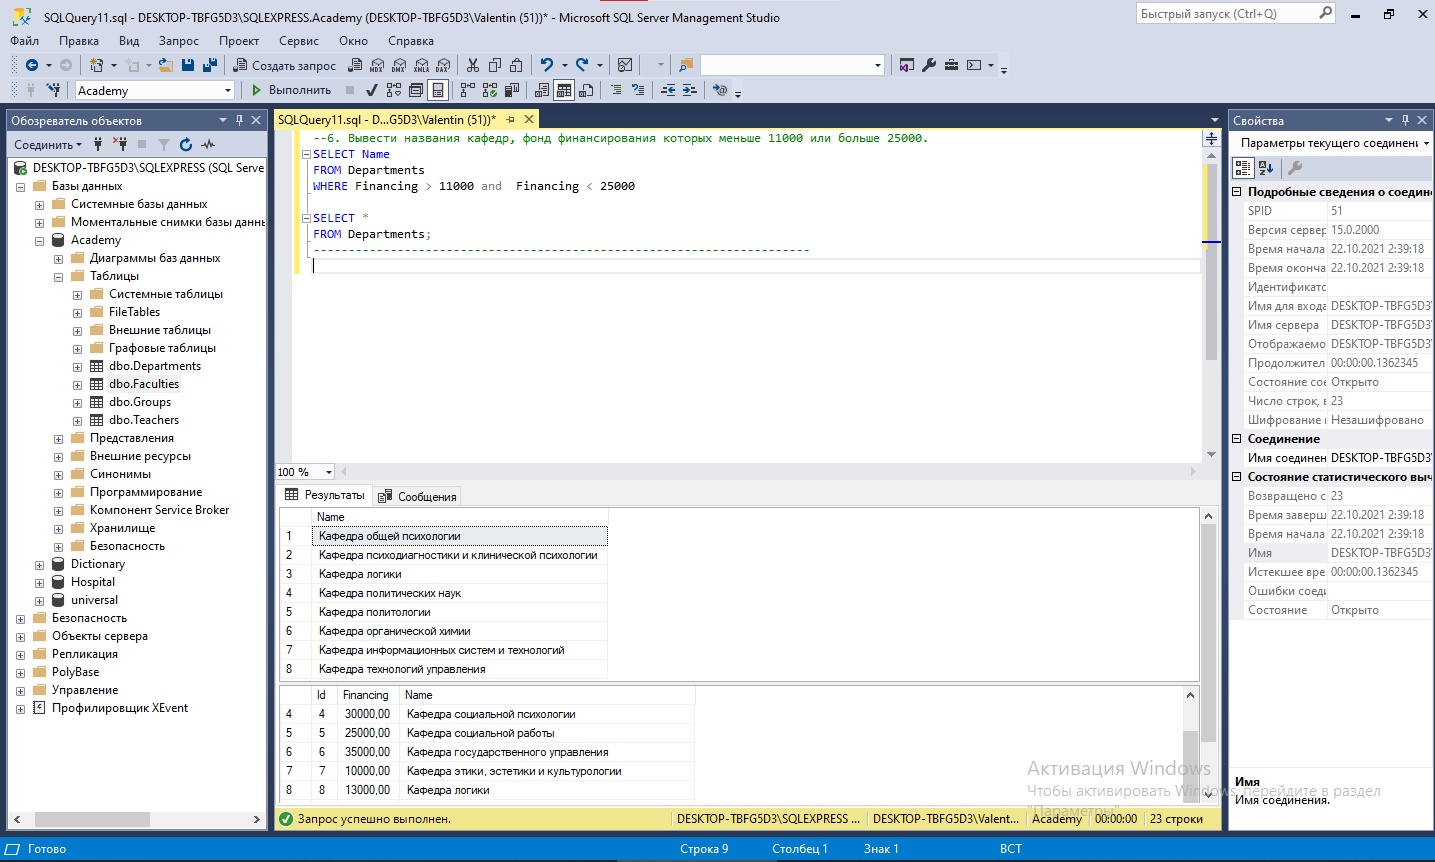 SQLQuery11.sql - DESKTOP-TBFG5D3\SQLEXPRESS.Academy (DESKTOP-TBFG5D3\Valentin (51))* - Microsoft SQL Server Management Studio
Быстрый запуск (Ctrl+Q)
Файл Правка Вид Запрос Проект Сервис Окно Справка
Создать запрос
MDX DMX XMLA DAX
Academy
Выполнить
Обозреватель объектов
Соединить
DESKTOP-TBFG5D3\SQLEXPRESS (SQL Serve
Базы данных
Системные базы данных
Моментальные снимки базы данны
Academy
Диаграммы баз данных
Таблицы
Системные таблицы
FileTables
Внешние таблицы
Графовые таблицы
dbo.Departments
dbo.Faculties
dbo.Groups
dbo.Teachers
Представления
Внешние ресурсы
Синонимы
Программирование
Компонент Service Broker
Хранилище
Безопасность
Dictionary
Hospital
universal
Безопасность
Объекты сервера
Репликация
PolyBase
Управление
Профилировщик XEvent
SQLQuery11.sql - D...G5D3\Valentin (51))*
--6. Вывести названия кафедр, фонд финансирования которых меньше 11000 или больше 25000.
SELECT Name
FROM Departments
WHERE Financing > 11000 and  Financing < 25000
SELECT *
FROM Departments;
-----------------------------------------------------------------------
100 %
Результаты Сообщения
Name
1 Кафедра общей психологии
2 Кафедра психодиагностики и клинической психологии
3 Кафедра логики
4 Кафедра политических наук
5 Кафедра политологии
6 Кафедра органической химии
7 Кафедра информационных систем и технологий
8 Кафедра технологий управления
Id Financing Name
4 4 30000,00 Кафедра социальной психологии
5 5 25000,00 Кафедра социальной работы
6 6 35000,00 Кафедра государственного управления
7 7 10000,00 Кафедра этики, эстетики и культурологии
8 8 13000,00 Кафедра логики
Запрос успешно выполнен.
DESKTOP-TBFG5D3\SQLEXPRESS ... DESKTOP-TBFG5D3\Valent... Academy 00:00:00 23 строки
Свойства
Параметры текущего соединени
Подробные сведения о соедин
SPID 51
Версия сервер 15.0.2000
Время начала 22.10.2021 2:39:18
Время оконча 22.10.2021 2:39:18
Идентификатс
Имя для входа DESKTOP-TBFG5D3\
Имя сервера DESKTOP-TBFG5D3\
Отображаемо DESKTOP-TBFG5D3\
Продолжител 00:00:00.1362345
Состояние сое Открыто
Число строк, в 23
Шифрование Незашифровано
Соединение
Имя соединен DESKTOP-TBFG5D3\
Состояние статистического выч
Возвращено с 23
Время заверш 22.10.2021 2:39:18
Время начала 22.10.2021 2:39:18
Имя DESKTOP-TBFG5D3\
Истекшее вре 00:00:00.1362345
Ошибки соеди
Состояние Открыто
Имя
Имя соединения.
Активация Windows
Чтобы активировать Windows, перейдите в раздел
"Параметры".
Готово Строка 9 Столбец 1 Знак 1 ВСТ